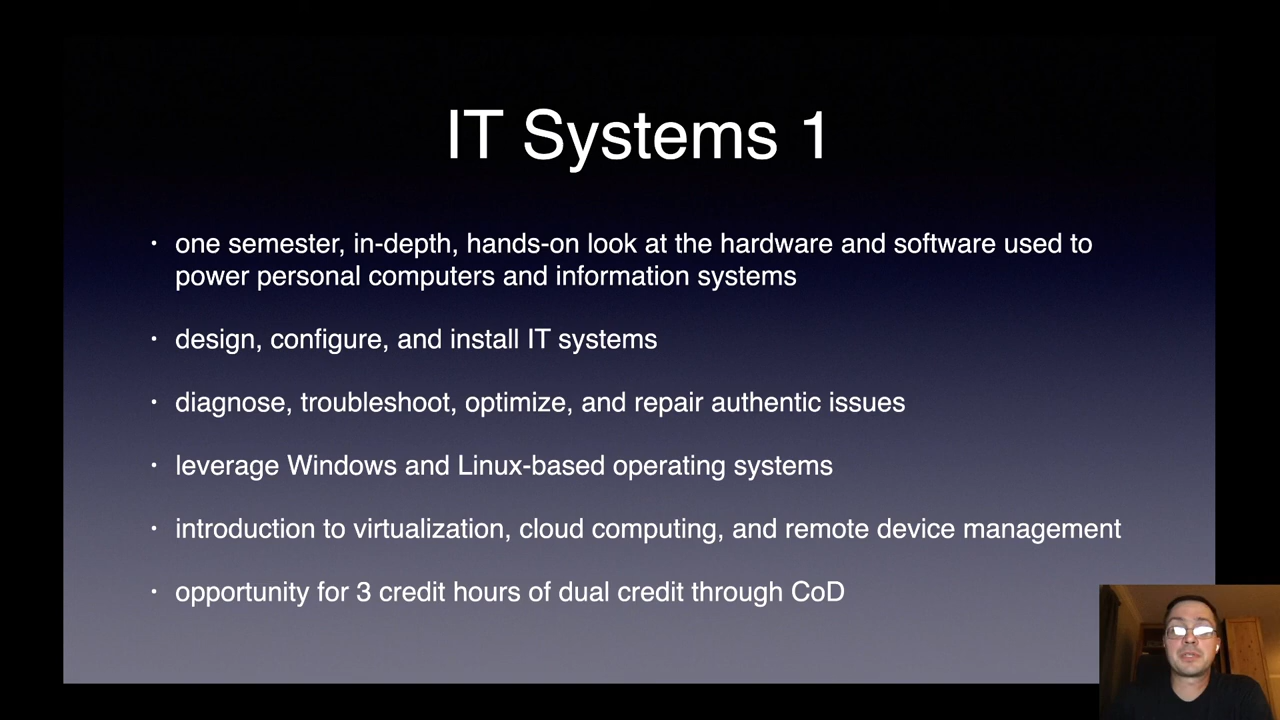 IT Systems 1
· one semester, in-depth, hands-on look at the hardware and software used to
power personal computers and information systems
· design, configure, and install IT systems
· diagnose, troubleshoot, optimize, and repair authentic issues
· leverage Windows and Linux-based operating systems
· introduction to virtualization, cloud computing, and remote device management
· opportunity for 3 credit hours of dual credit through CoD